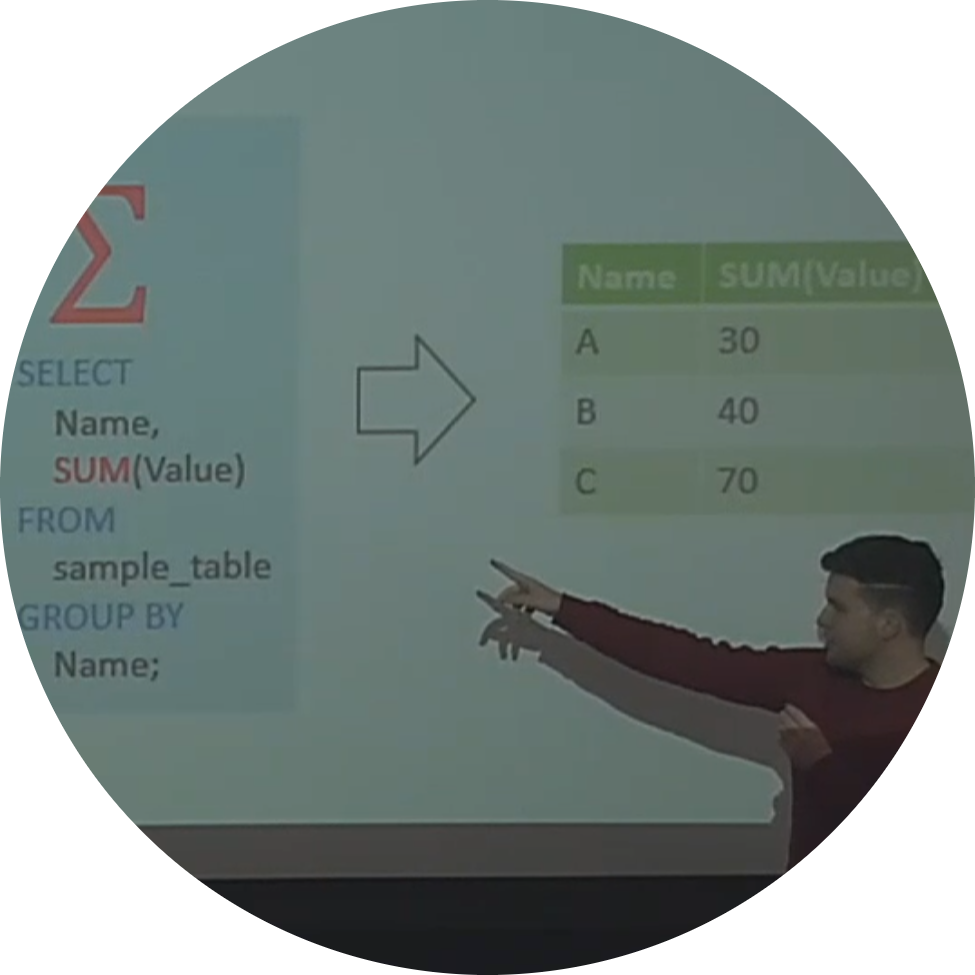 Σ
SELECT
Name,
SUM(Value)
FROM
sample_table
GROUP BY
Name;
Name SUM(Value)
A 30
B 40
C 70